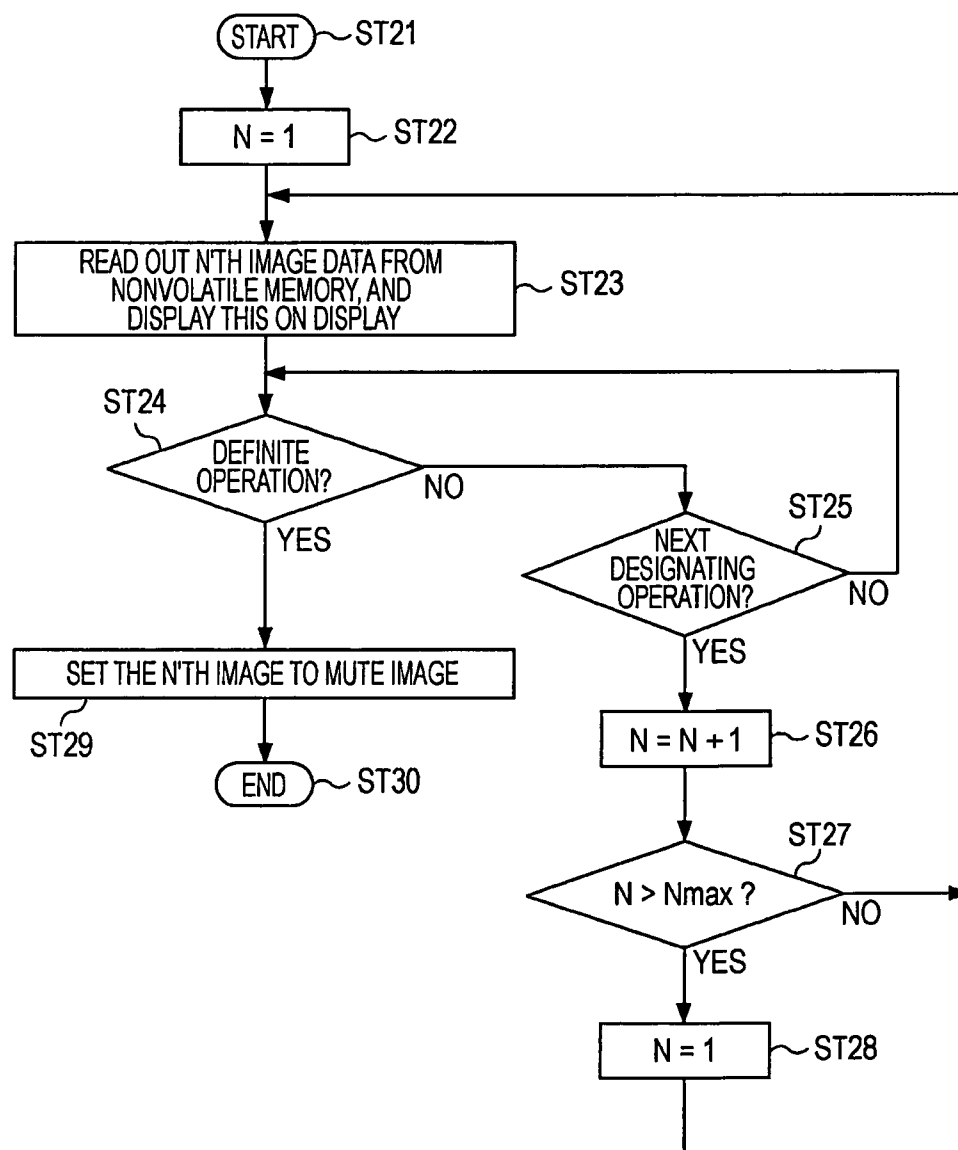 START
ST21
N = 1
ST22
READ OUT N'TH IMAGE DATA FROM
NONVOLATILE MEMORY, AND
DISPLAY THIS ON DISPLAY
ST23
ST24
DEFINITE
OPERATION?
NO
YES
ST25
NEXT
DESIGNATING
OPERATION?
NO
YES
SET THE N'TH IMAGE TO MUTE IMAGE
ST29
N = N + 1
ST26
END
ST30
ST27
N > Nmax ?
NO
YES
N = 1
ST28